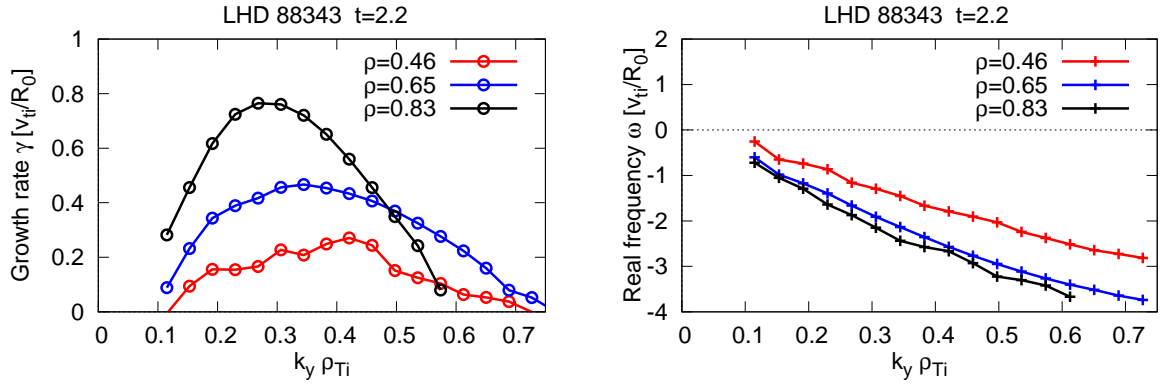 LHD 88343 t=2.2
Growth rate γ [v_ti/R_0]
1
0.8
0.6
0.4
0.2
0
ρ=0.46
ρ=0.65
ρ=0.83
0 0.1 0.2 0.3 0.4 0.5 0.6 0.7
k_y ρ_Ti
LHD 88343 t=2.2
Real frequency ω [v_ti/R_0]
2
1
0
-1
-2
-3
-4
ρ=0.46
ρ=0.65
ρ=0.83
0 0.1 0.2 0.3 0.4 0.5 0.6 0.7
k_y ρ_Ti